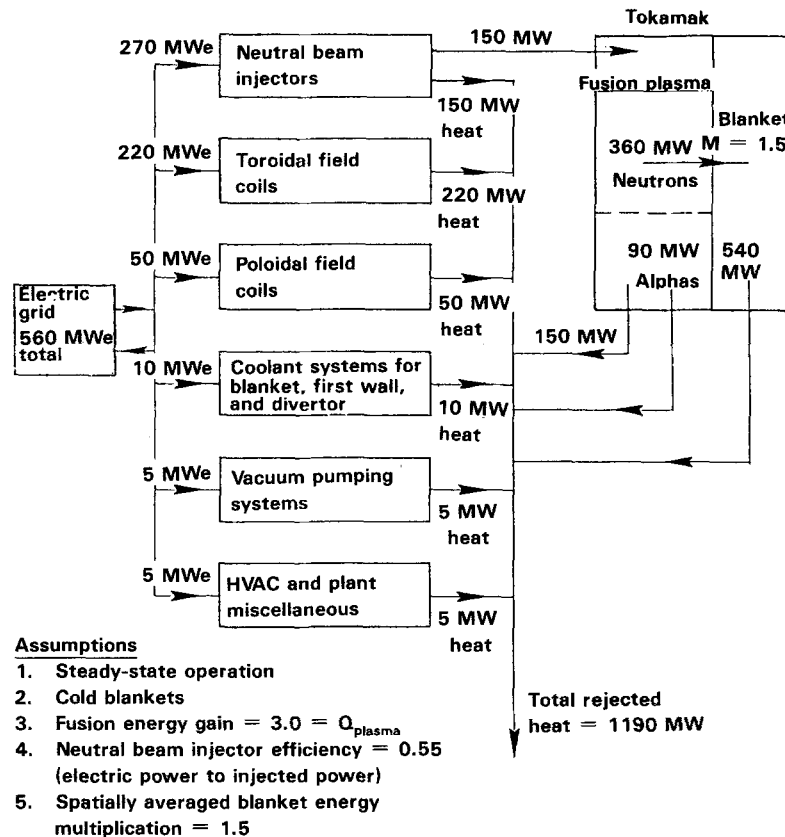 Tokamak
270 MWe
Neutral beam
injectors
150 MW
Fusion plasma
150 MW
heat
Blanket
M = 1.5
360 MW
Neutrons
220 MWe
Toroidal field
coils
220 MW
heat
50 MWe
Poloidal field
coils
50 MW
heat
90 MW
Alphas
540
MW
Electric
grid
560 MWe
total
150 MW
10 MWe
Coolant systems for
blanket, first wall,
and divertor
10 MW
heat
5 MWe
Vacuum pumping
systems
5 MW
heat
5 MWe
HVAC and plant
miscellaneous
5 MW
heat
Assumptions
1. Steady-state operation
2. Cold blankets
3. Fusion energy gain = 3.0 = Qplasma
4. Neutral beam injector efficiency = 0.55
(electric power to injected power)
5. Spatially averaged blanket energy
multiplication = 1.5
Total rejected
heat = 1190 MW